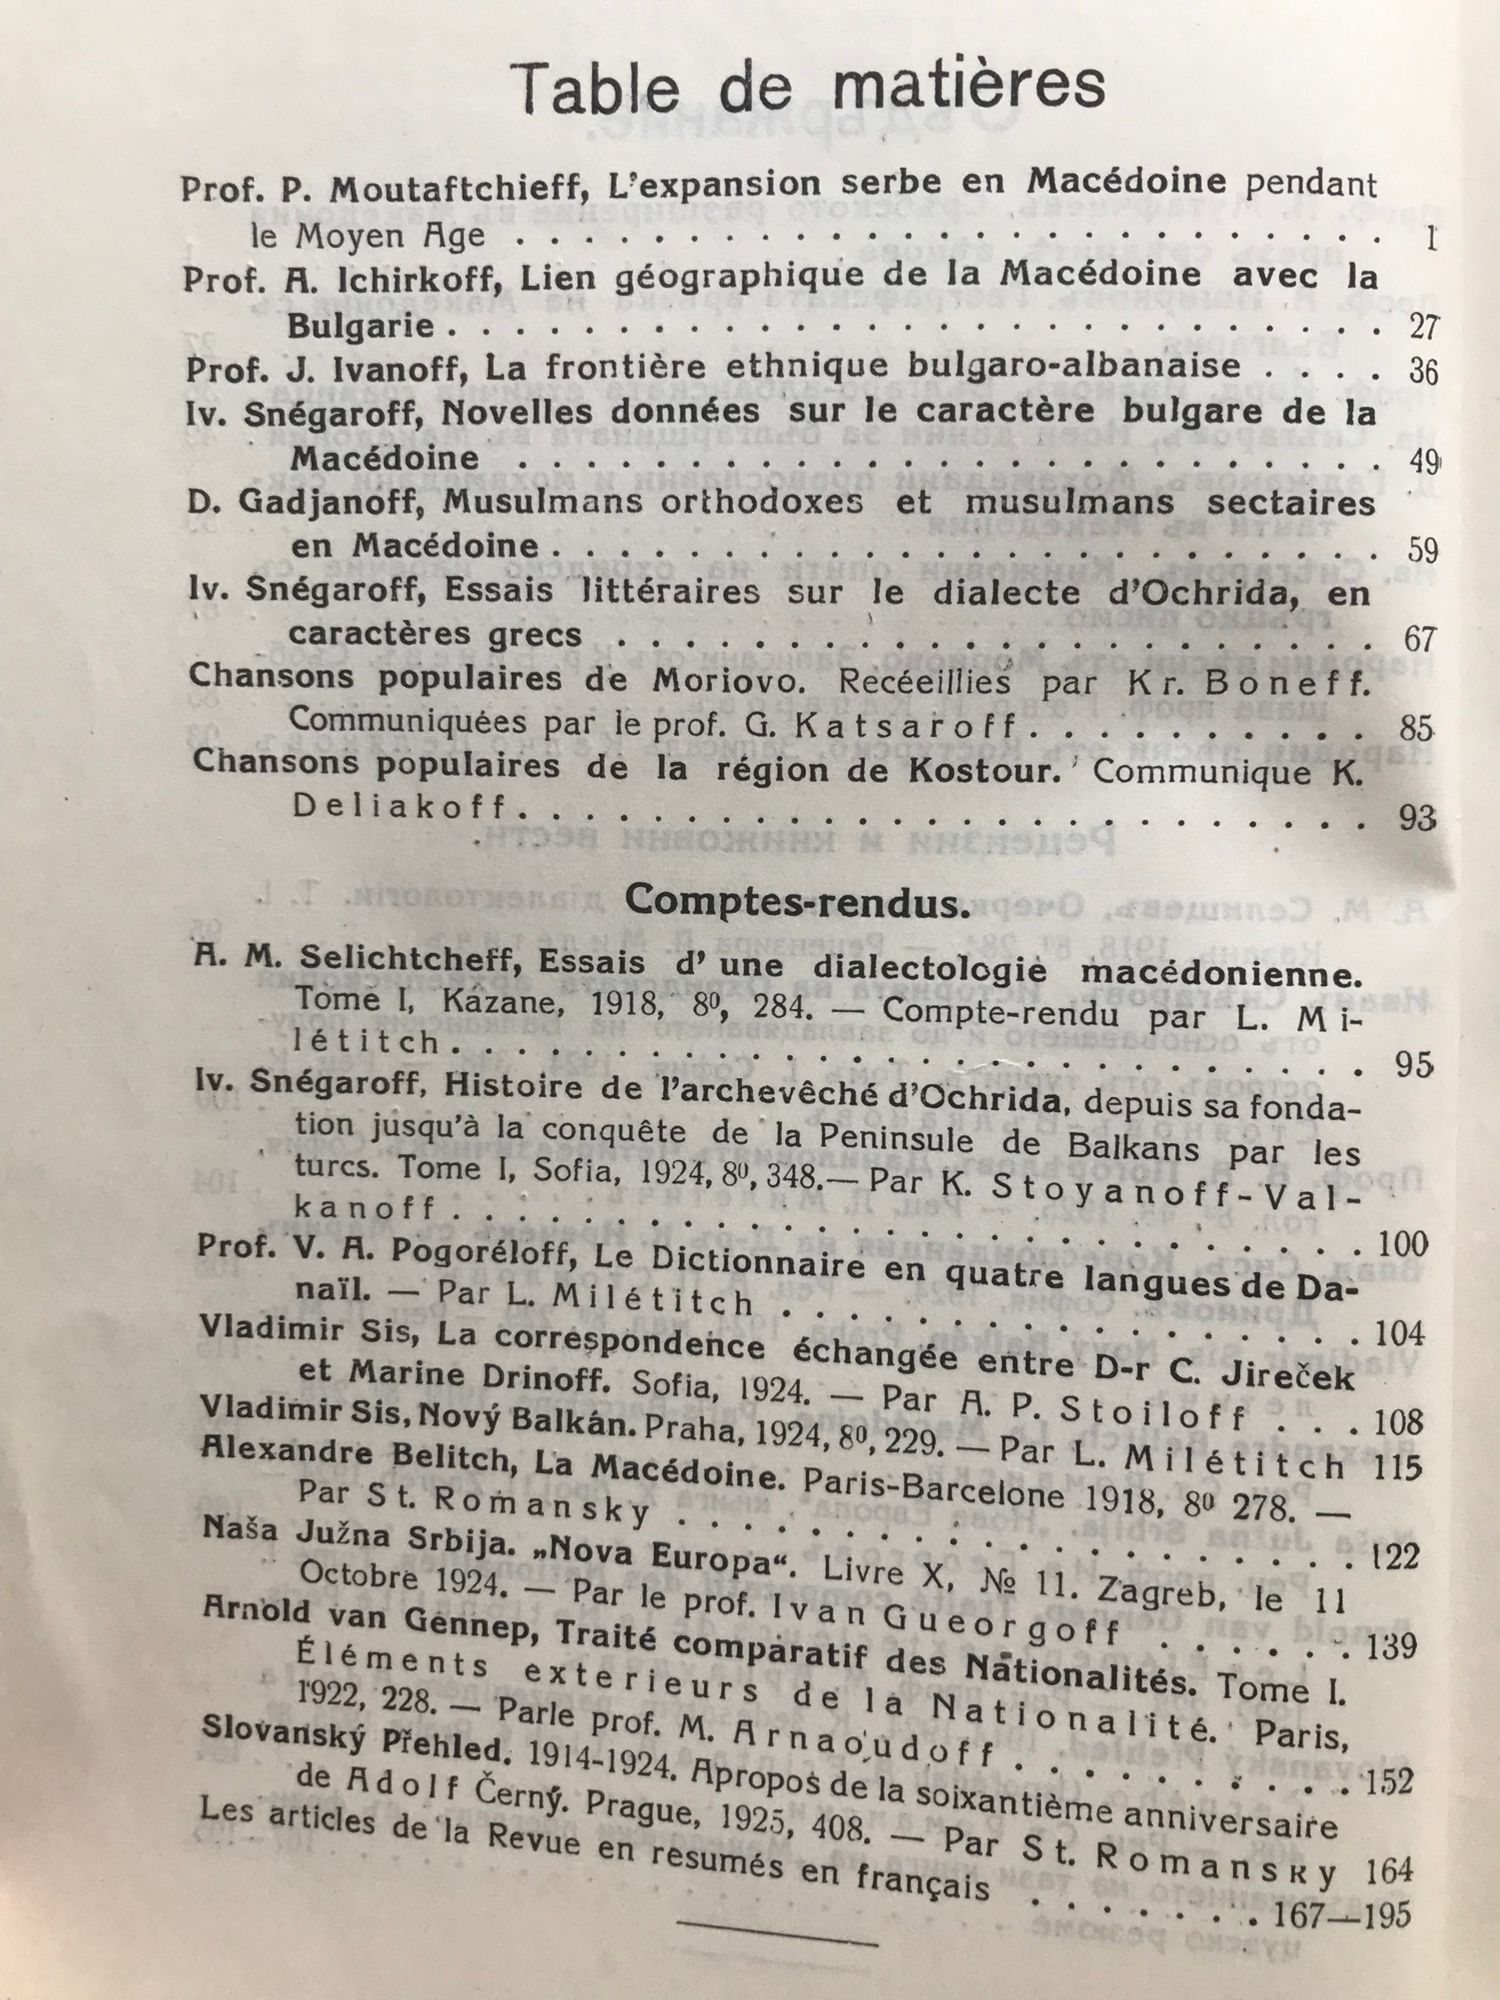 Table de matières
Prof. P. Moutaftchieff, L'expansion serbe en Macédoine pendant
le Moyen Age . . . . . . . . . . . . . . . . . . . . . . . . . 1
Prof. A. Ichirkoff, Lien géographique de la Macédoine avec la
Bulgarie . . . . . . . . . . . . . . . . . . . . . . . . . . . 27
Prof. J. Ivanoff, La frontière ethnique bulgaro-albanaise . . . . 36
Iv. Snégaroff, Novelles données sur le caractère bulgare de la
Macédoine . . . . . . . . . . . . . . . . . . . . . . . . . 49
D. Gadjanoff, Musulmans orthodoxes et musulmans sectaires
en Macédoine . . . . . . . . . . . . . . . . . . . . . . . 59
Iv. Snégaroff, Essais littéraires sur le dialecte d'Ochrida, en
caractères grecs . . . . . . . . . . . . . . . . . . . . . 67
Chansons populaires de Moriovo. Recéeillies par Kr. Boneff.
Communiquées par le prof. G. Katsaroff . . . . . . . . . . 85
Chansons populaires de la région de Kostour. Communique K.
Deliakoff . . . . . . . . . . . . . . . . . . . . . . . . 93
Comptes-rendus.
A. M. Selichtcheff, Essais d' une dialectologie macédonienne.
Tome I, Kazane, 1918, 8⁰, 284. — Compte-rendu par L. Mi-
létitch . . . . . . . . . . . . . . . . . . . . . . . . . 95
Iv. Snégaroff, Histoire de l'archevêché d'Ochrida, depuis sa fonda-
tion jusqu'à la conquête de la Peninsule de Balkans par les
turcs. Tome I, Sofia, 1924, 8⁰, 348.— Par K. Stoyanoff-Val-
kanoff . . . . . . . . . . . . . . . . . . . . . . . . . 100
Prof. V. A. Pogoréloff, Le Dictionnaire en quatre langues de Da-
naïl. — Par L. Milétitch . . . . . . . . . . . . . . . . . 104
Vladimir Sis, La correspondence échangée entre D-r C. Jireček
et Marine Drinoff. Sofia, 1924. — Par A. P. Stoiloff . . . 108
Vladimir Sis, Nový Balkán. Praha, 1924, 8⁰, 229. — Par L. Milétitch 115
Alexandre Belitch, La Macédoine. Paris-Barcelone 1918, 8⁰ 278. —
Par St. Romansky . . . . . . . . . . . . . . . . . . . . 122
Naša Južna Srbija. „Nova Europa“. Livre X, № 11. Zagreb, le 11
Octobre 1924. — Par le prof. Ivan Gueorgoff . . . . . . 139
Arnold van Gennep, Traité comparatif des Nationalités. Tome I.
Éléments exterieurs de la Nationalité. Paris,
1922, 228. — Parle prof. M. Arnaoudoff . . . . . . . . . 152
Slovanský Přehled. 1914-1924. Apropos de la soixantième anniversaire
de Adolf Černý. Prague, 1925, 408. — Par St. Romansky 164
Les articles de la Revue en resumés en français . . . . . . . 167—195